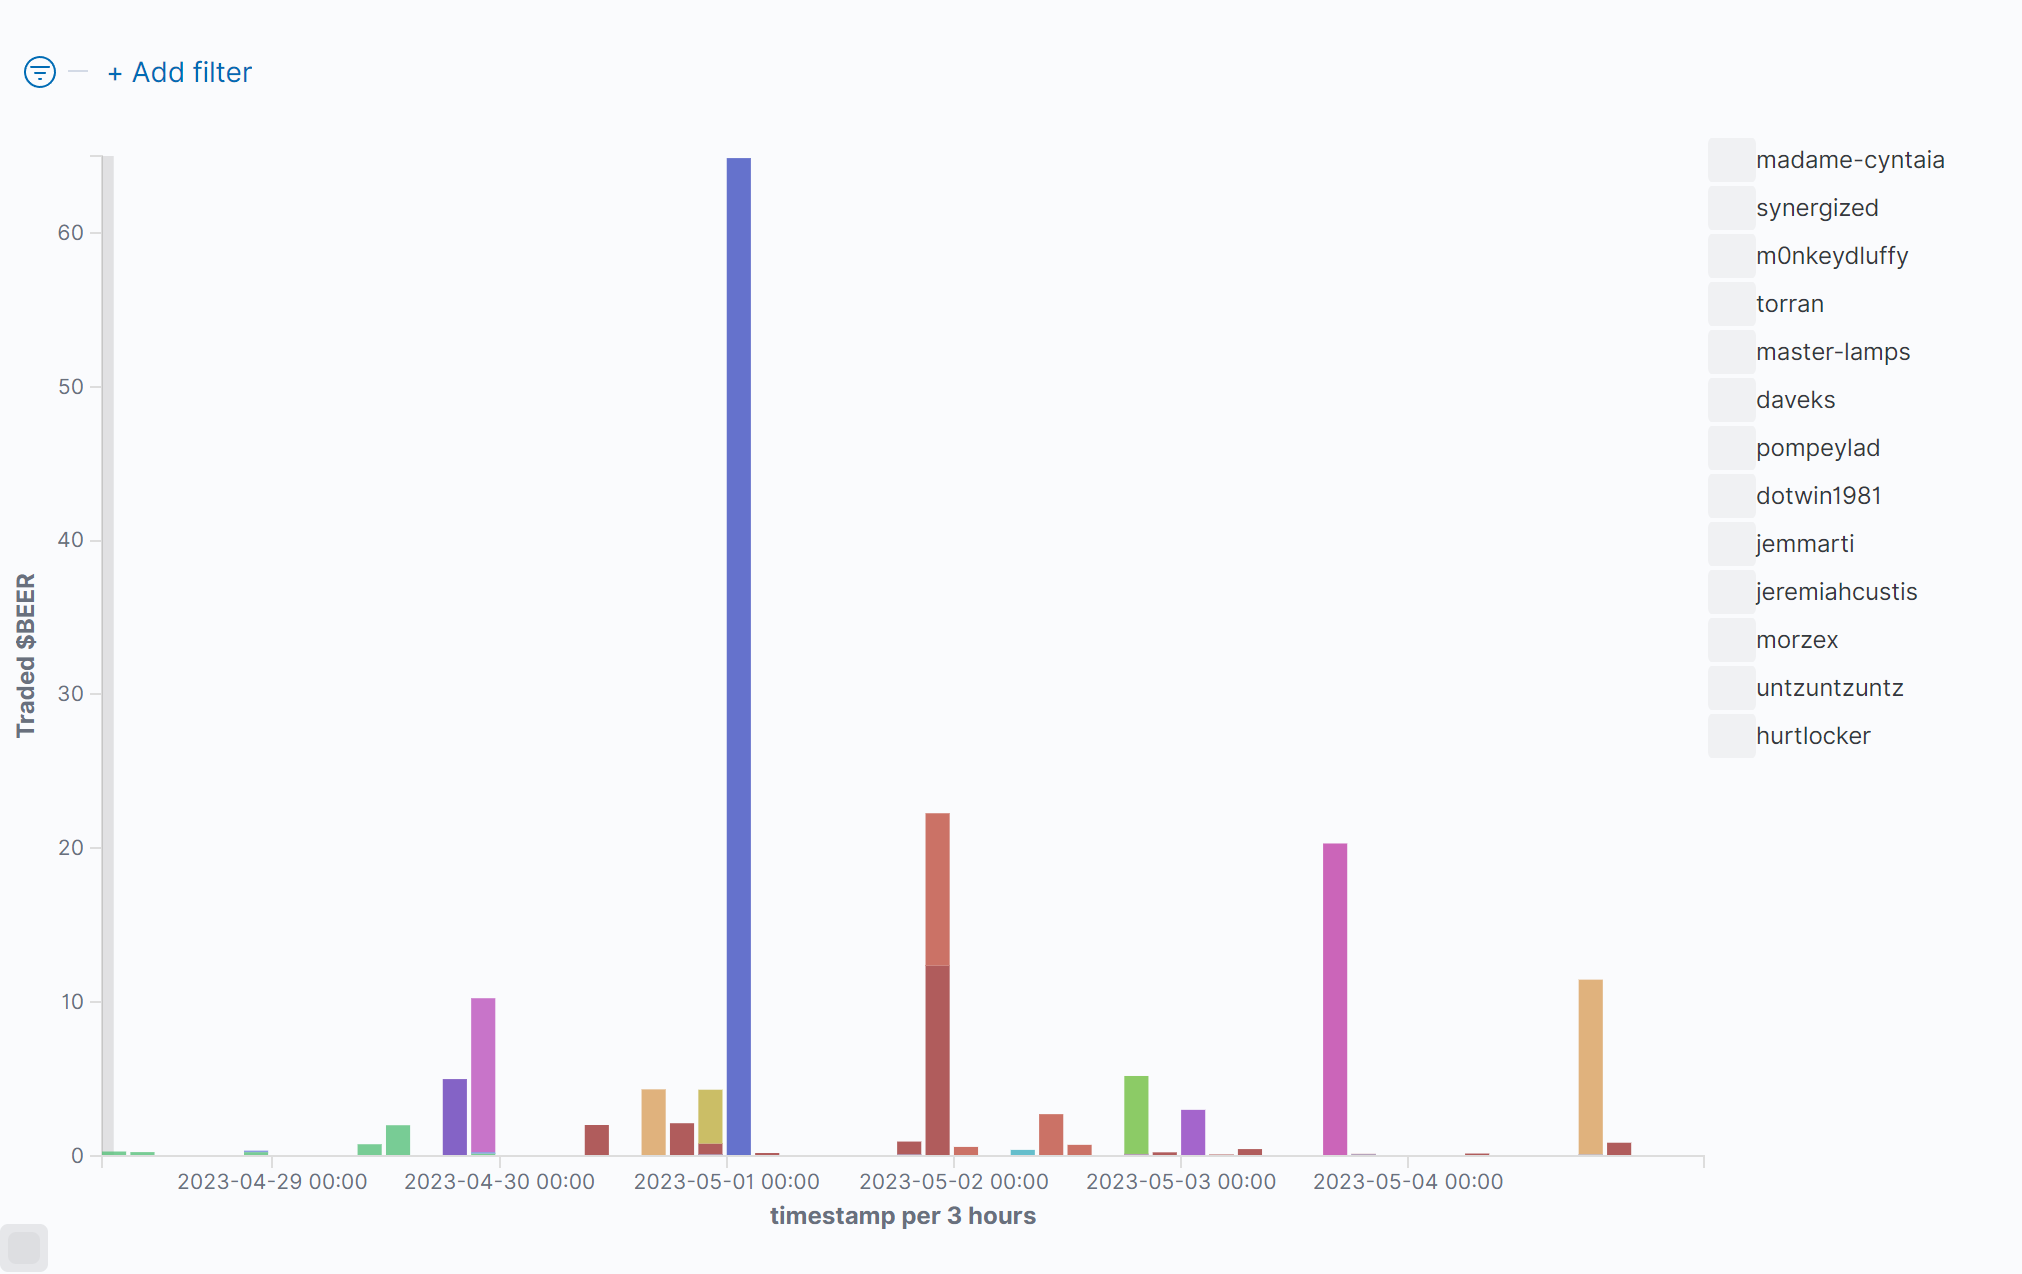 + Add filter
madame-cyntaia
synergized
m0nkeydluffy
torran
master-lamps
daveks
pompeylad
dotwin1981
jemmarti
jeremiahcustis
morzex
untzuntzuntz
hurtlocker
Traded $BEER
60
50
40
30
20
10
0
2023-04-29 00:00 2023-04-30 00:00 2023-05-01 00:00 2023-05-02 00:00 2023-05-03 00:00 2023-05-04 00:00
timestamp per 3 hours